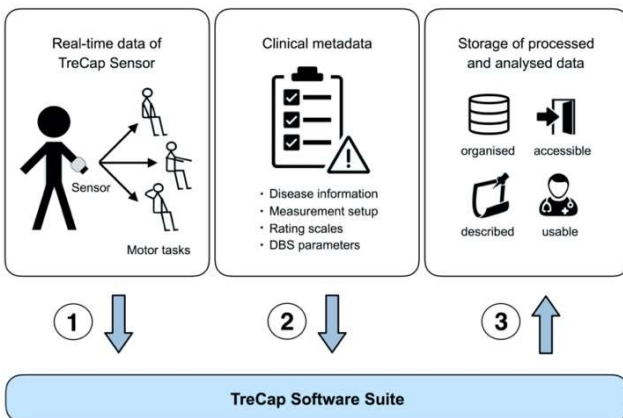 Real-time data of
TreCap Sensor
Sensor
Motor tasks
Clinical metadata
· Disease information
· Measurement setup
· Rating scales
· DBS parameters
Storage of processed
and analysed data
organised
accessible
described
usable
1
2
3
TreCap Software Suite